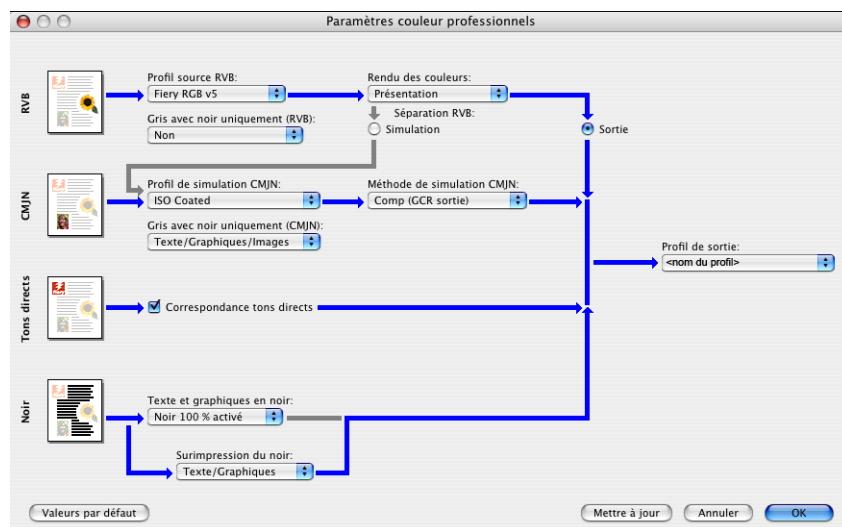 Paramètres couleur professionnels
RVB
Profil source RVB:
Fiery RGB v5
Rendu des couleurs:
Présentation
Gris avec noir uniquement (RVB):
Non
Séparation RVB:
Simulation
Sortie
CMJN
Profil de simulation CMJN:
ISO Coated
Méthode de simulation CMJN:
Comp (GCR sortie)
Gris avec noir uniquement (CMJN):
Texte/Graphiques/Images
Profil de sortie:
<nom du profil>
Tons directs
Correspondance tons directs
Noir
Texte et graphiques en noir:
Noir 100 % activé
Surimpression du noir:
Texte/Graphiques
Valeurs par défaut
Mettre à jour
Annuler
OK